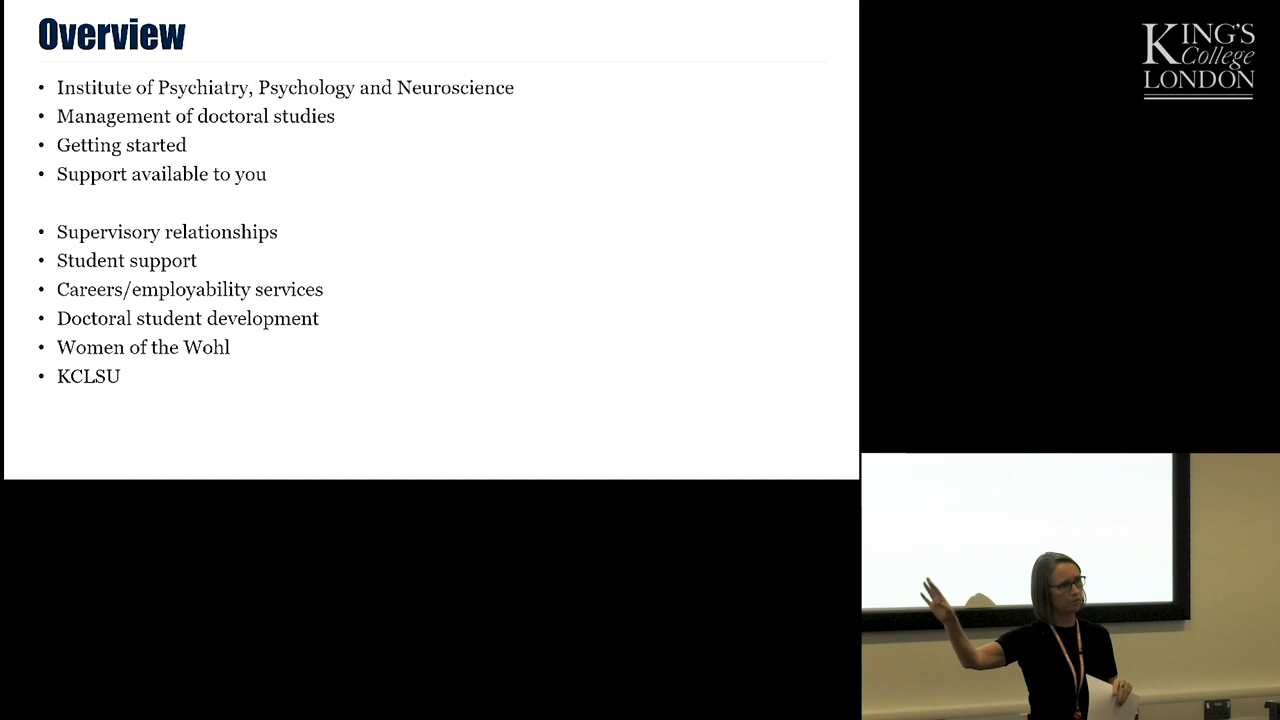 Overview
• Institute of Psychiatry, Psychology and Neuroscience
• Management of doctoral studies
• Getting started
• Support available to you
• Supervisory relationships
• Student support
• Careers/employability services
• Doctoral student development
• Women of the Wohl
• KCLSU
KING'S
College
LONDON